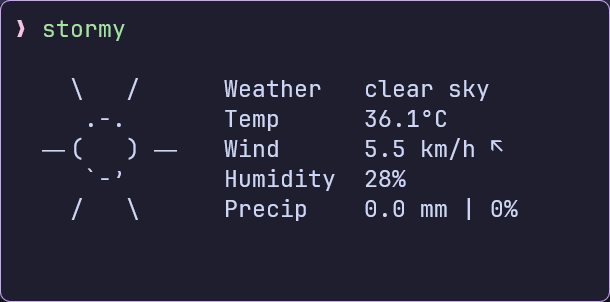 ❱ stormy
Weather clear sky
Temp 36.1°C
Wind 5.5 km/h ↖
Humidity 28%
Precip 0.0 mm | 0%